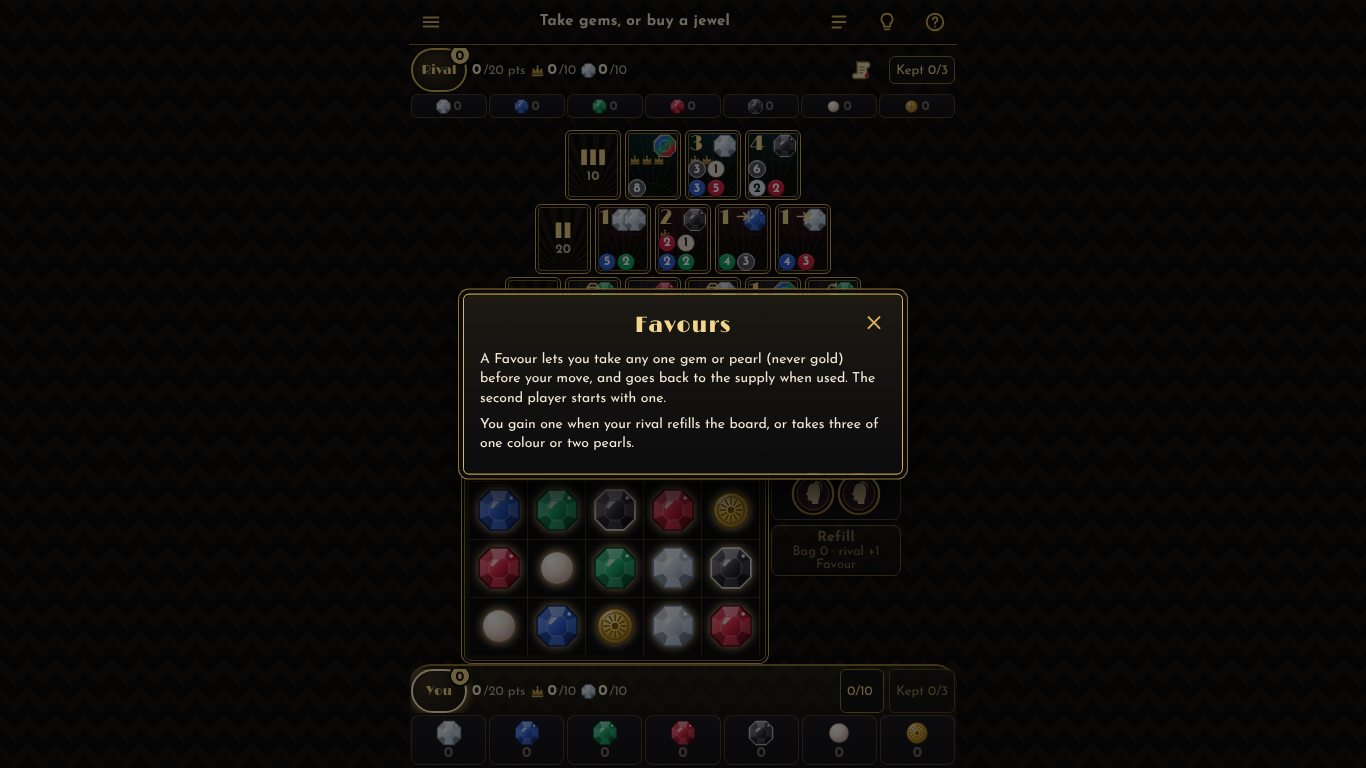 Take gems, or buy a jewel
Rival 0 0/20 pts 0/10 0/10 Kept 0/3
0 0 0 0 0 0 0
III 10
8
3 3 1 3 5
4 6 2 2
II 20
1 5 2
2 2 1 2 2
1 4 3
1 4 3
Favours
A Favour lets you take any one gem or pearl (never gold)
before your move, and goes back to the supply when used. The
second player starts with one.
You gain one when your rival refills the board, or takes three of
one colour or two pearls.
Refill
Bag 0 · rival +1
Favour
You 0 0/20 pts 0/10 0/10 0/10 Kept 0/3
0 0 0 0 0 0 0